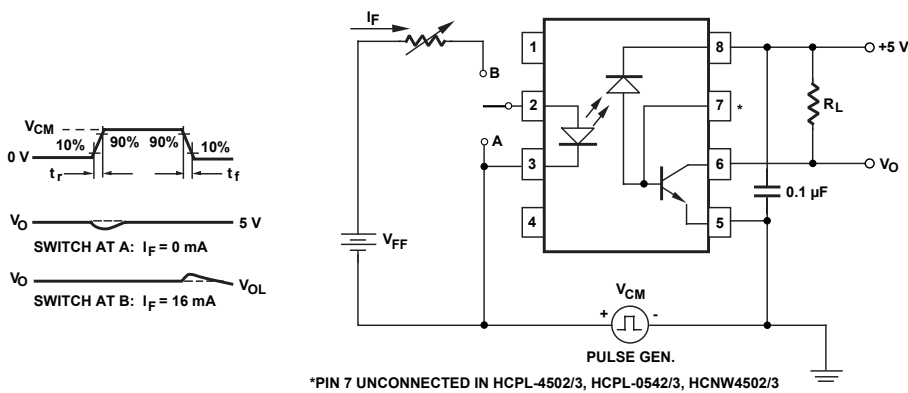 V_CM
10% 90% 90% 10%
0 V
t_r t_f
V_O 5 V
SWITCH AT A: I_F = 0 mA
V_O V_OL
SWITCH AT B: I_F = 16 mA
I_F
B
A
V_FF
1
2
3
4
8
7 *
6
5
+5 V
R_L
V_O
0.1 µF
V_CM
+ -
PULSE GEN.
*PIN 7 UNCONNECTED IN HCPL-4502/3, HCPL-0542/3, HCNW4502/3